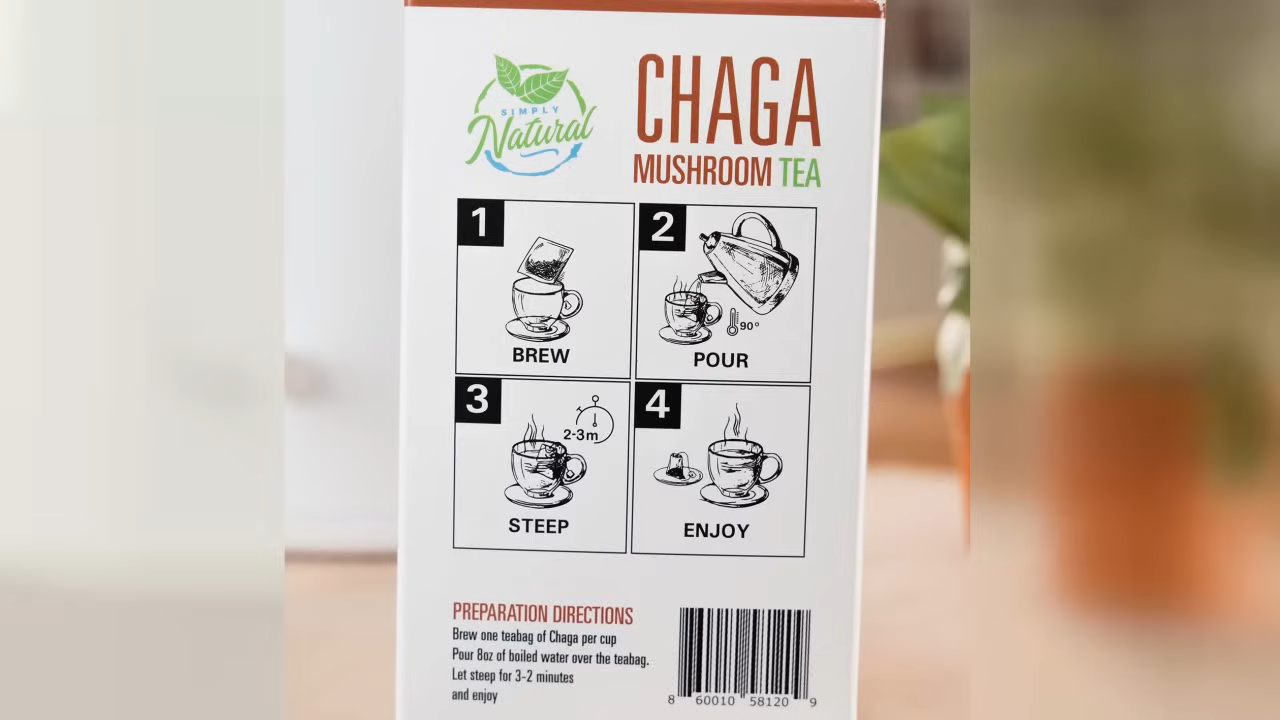 SIMPLY
Natural
CHAGA
MUSHROOM TEA
1
BREW
2
90°
POUR
3
2-3m
STEEP
4
ENJOY
PREPARATION DIRECTIONS
Brew one teabag of Chaga per cup
Pour 8oz of boiled water over the teabag.
Let steep for 3-2 minutes
and enjoy
8 60010 58120 9